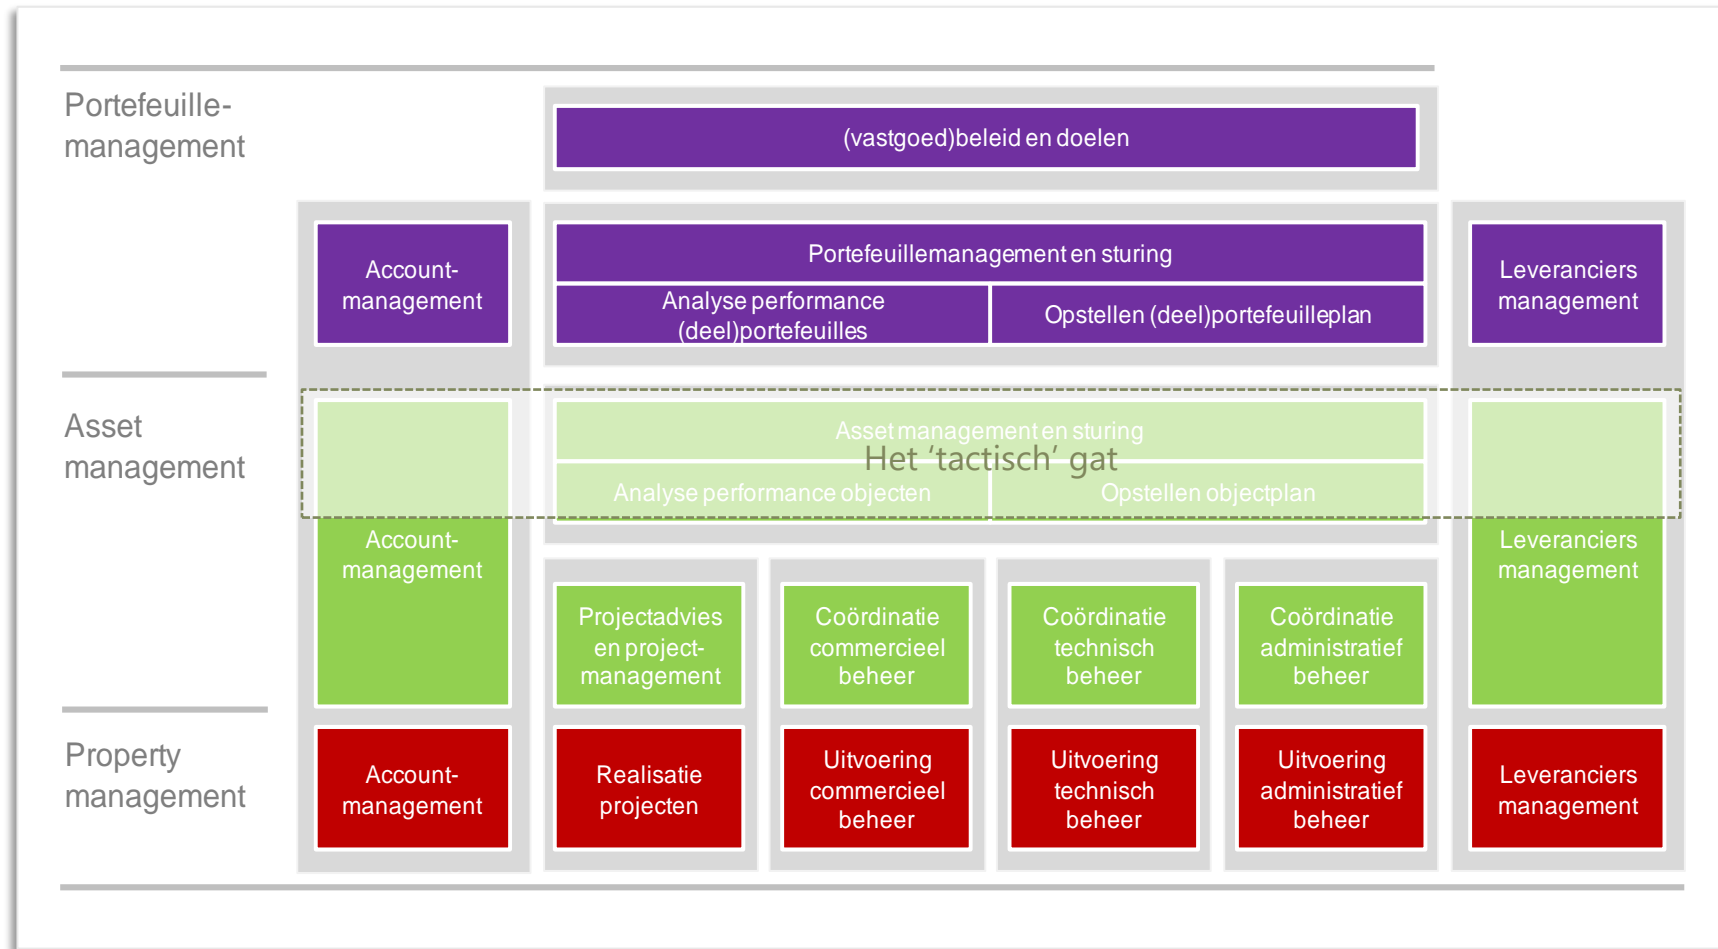 Portefeuille-
management
(vastgoed)beleid en doelen
Account-
management
Portefeuillemanagement en sturing
Analyse performance
(deel)portefeuilles
Opstellen (deel)portefeuilleplan
Leveranciers
management
Asset
management
Asset management en sturing
Het ‘tactisch’ gat
Analyse performance objecten
Opstellen objectplan
Account-
management
Leveranciers
management
Projectadvies
en project-
management
Coördinatie
commercieel
beheer
Coördinatie
technisch
beheer
Coördinatie
administratief
beheer
Property
management
Account-
management
Realisatie
projecten
Uitvoering
commercieel
beheer
Uitvoering
technisch
beheer
Uitvoering
administratief
beheer
Leveranciers
management